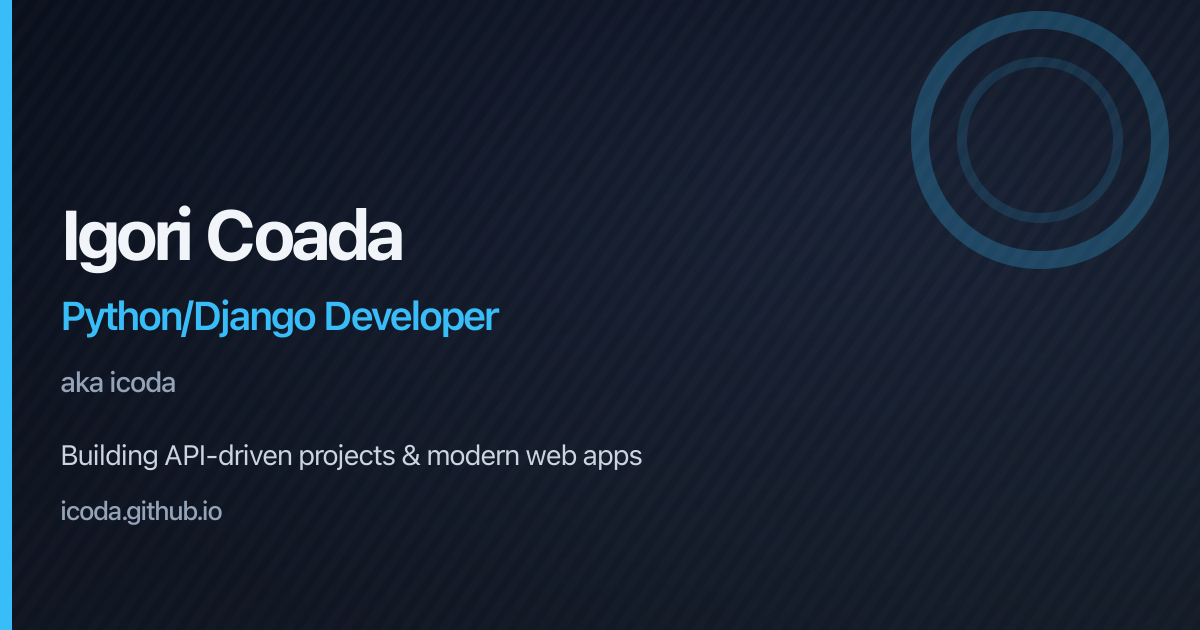 Igori Coada
Python/Django Developer
aka icoda
Building API-driven projects & modern web apps
icoda.github.io